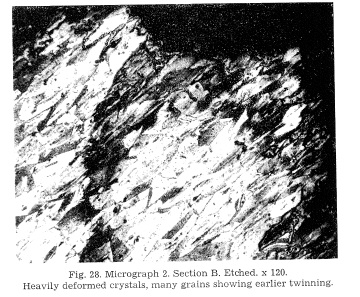 Fig. 28. Micrograph 2. Section B. Etched. x 120.
Heavily deformed crystals, many grains showing earlier twinning.